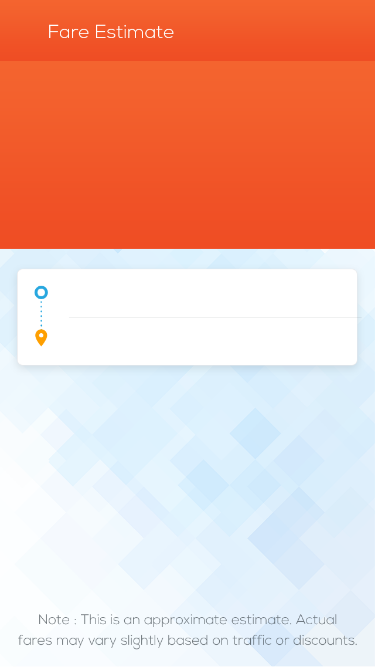 Fare Estimate
Note : This is an approximate estimate. Actual
fares may vary slightly based on traffic or discounts.